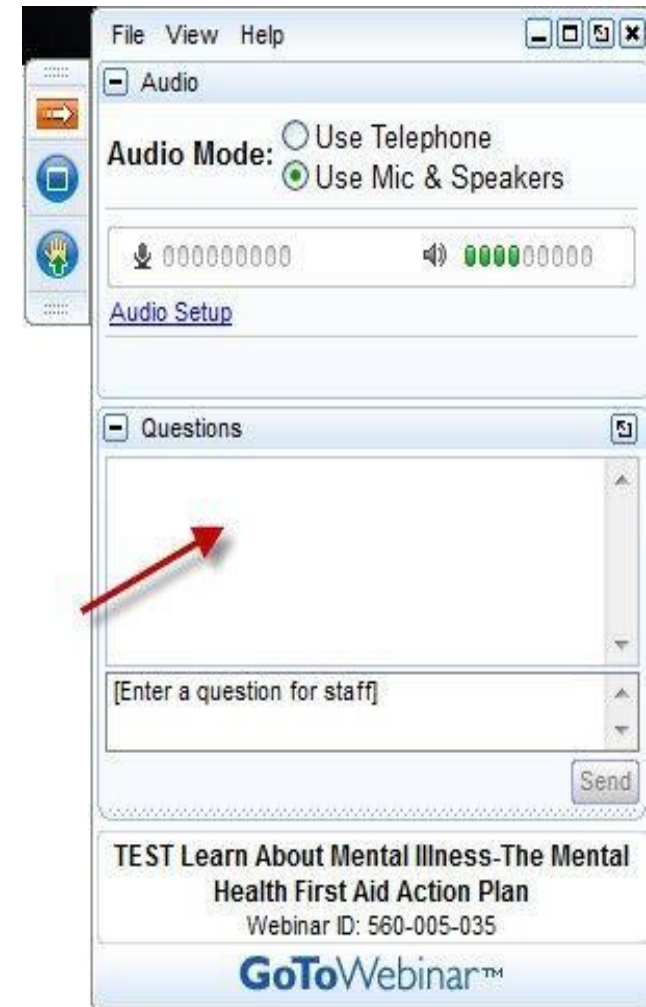 File View Help
Audio
Audio Mode: Use Telephone
Use Mic & Speakers
Audio Setup
Questions
[Enter a question for staff]
Send
TEST Learn About Mental Illness-The Mental
Health First Aid Action Plan
Webinar ID: 560-005-035
GoToWebinar™